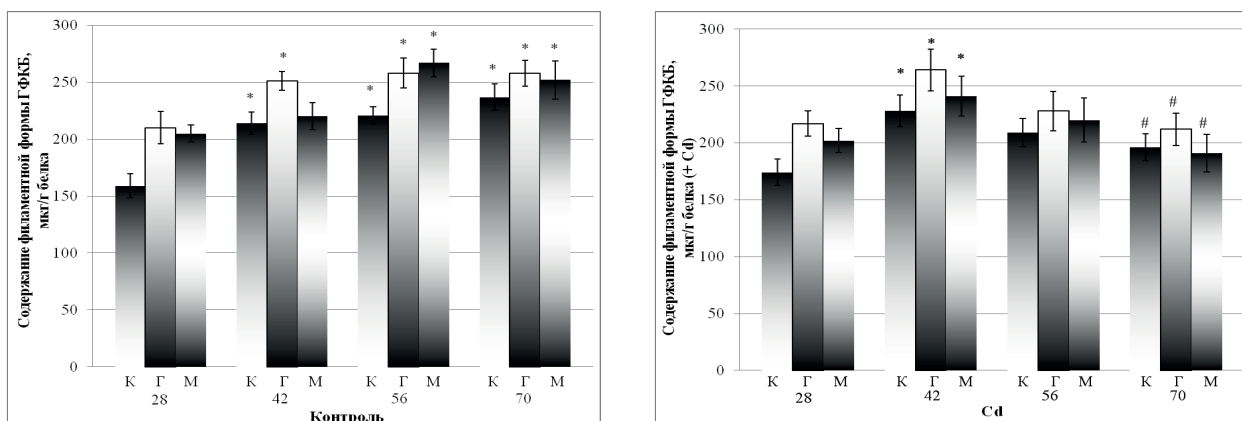 Содержание филаментной формы ГФКБ,
мкг/г белка
300
250
200
150
100
50
0
* * * * * * * *
К Г М К Г М К Г М К Г М
28 42 56 70
Контроль
Содержание филаментной формы ГФКБ,
мкг/г белка (+ Cd)
300
250
200
150
100
50
0
* * * # # #
К Г М К Г М К Г М К Г М
28 42 56 70
Cd